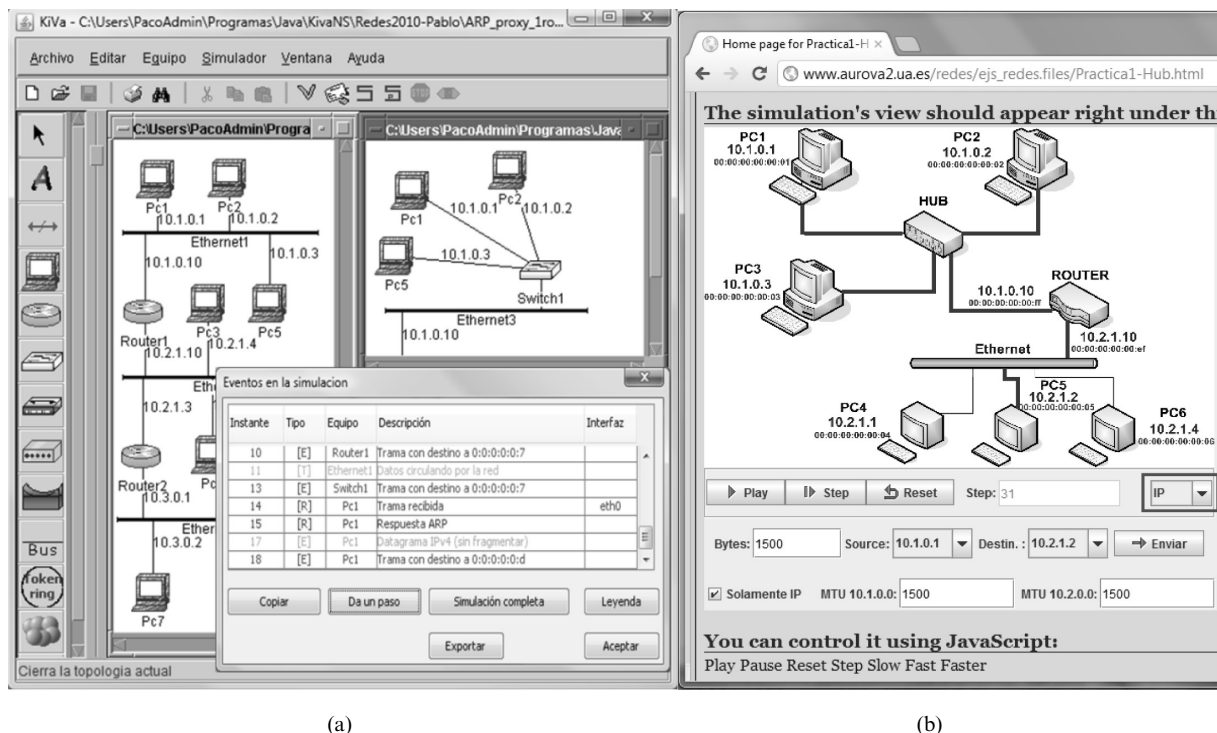 KiVa - C:\Users\PacoAdmin\Programas\Java\KivaNS\Redes2010-Pablo\ARP_proxy_1ro...
Archivo Editar Equipo Simulador Ventana Ayuda
C:\Users\PacoAdmin\Progra
Pc1
Pc2
10.1.0.1
10.1.0.2
Ethernet1
10.1.0.10
10.1.0.3
Router1
Pc3
Pc5
10.2.1.10
10.2.1.4
Eth
10.2.1.3
Router2
Pc
10.3.0.1
Ether
10.3.0.2
Pc7
Bus
Token
ring
Cierra la topologia actual
C:\Users\PacoAdmin\Programas\Java
Pc1
10.1.0.1
Pc2
10.1.0.2
10.1.0.3
Pc5
Switch1
Ethernet3
10.1.0.10
Eventos en la simulacion
Instante Tipo Equipo Descripción Interfaz
10 [E] Router1 Trama con destino a 0:0:0:0:0:7
11 [T] Ethernet1 Datos circulando por la red
13 [E] Switch1 Trama con destino a 0:0:0:0:0:7
14 [R] Pc1 Trama recibida eth0
15 [R] Pc1 Respuesta ARP
17 [E] Pc1 Datagrama IPv4 (sin fragmentar)
18 [E] Pc1 Trama con destino a 0:0:0:0:0:d
Copiar Da un paso Simulación completa Leyenda
Exportar Aceptar
(a)
Home page for Practica1-H
www.aurova2.ua.es/redes/ejs_redes.files/Practica1-Hub.html
The simulation's view should appear right under th
PC1
10.1.0.1
00:00:00:00:00:01
PC2
10.1.0.2
00:00:00:00:00:02
HUB
PC3
10.1.0.3
00:00:00:00:00:03
ROUTER
10.1.0.10
00:00:00:00:00:ff
10.2.1.10
00:00:00:00:00:ef
Ethernet
PC4
10.2.1.1
00:00:00:00:00:04
PC5
10.2.1.2
00:00:00:00:00:05
PC6
10.2.1.4
00:00:00:00:00:06
Play Step Reset Step: 31 IP
Bytes: 1500 Source: 10.1.0.1 Destin. : 10.2.1.2 Enviar
Solamente IP MTU 10.1.0.0: 1500 MTU 10.2.0.0: 1500
You can control it using JavaScript:
Play Pause Reset Step Slow Fast Faster
(b)